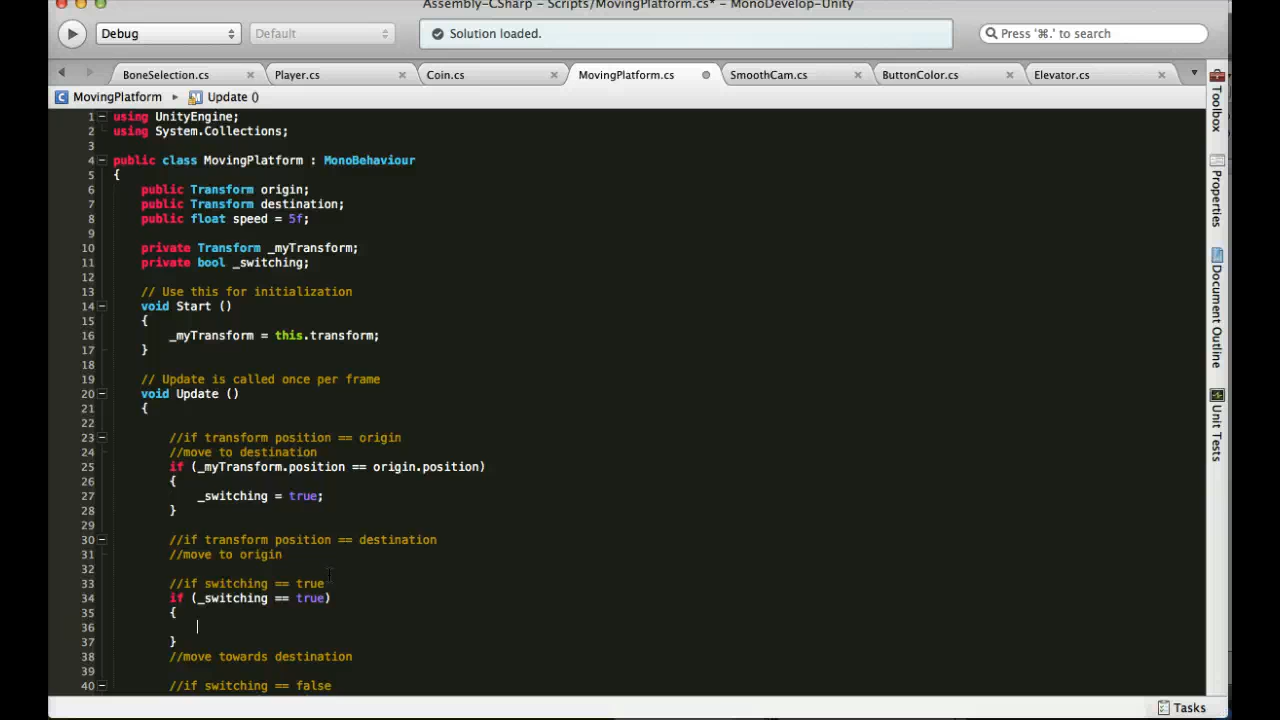 Assembly-CSharp – Scripts/MovingPlatform.cs* – MonoDevelop-Unity
Debug
Default
Solution loaded.
Press '⌘.' to search
BoneSelection.cs
Player.cs
Coin.cs
MovingPlatform.cs
SmoothCam.cs
ButtonColor.cs
Elevator.cs
MovingPlatform
Update ()
1 using UnityEngine;
2 using System.Collections;
3
4 public class MovingPlatform : MonoBehaviour
5 {
6 public Transform origin;
7 public Transform destination;
8 public float speed = 5f;
9
10 private Transform _myTransform;
11 private bool _switching;
12
13 // Use this for initialization
14 void Start ()
15 {
16 _myTransform = this.transform;
17 }
18
19 // Update is called once per frame
20 void Update ()
21 {
22
23 //if transform position == origin
24 //move to destination
25 if (_myTransform.position == origin.position)
26 {
27 _switching = true;
28 }
29
30 //if transform position == destination
31 //move to origin
32
33 //if switching == true
34 if (_switching == true)
35 {
36
37 }
38 //move towards destination
39
40 //if switching == false
Toolbox
Properties
Document Outline
Unit Tests
Tasks